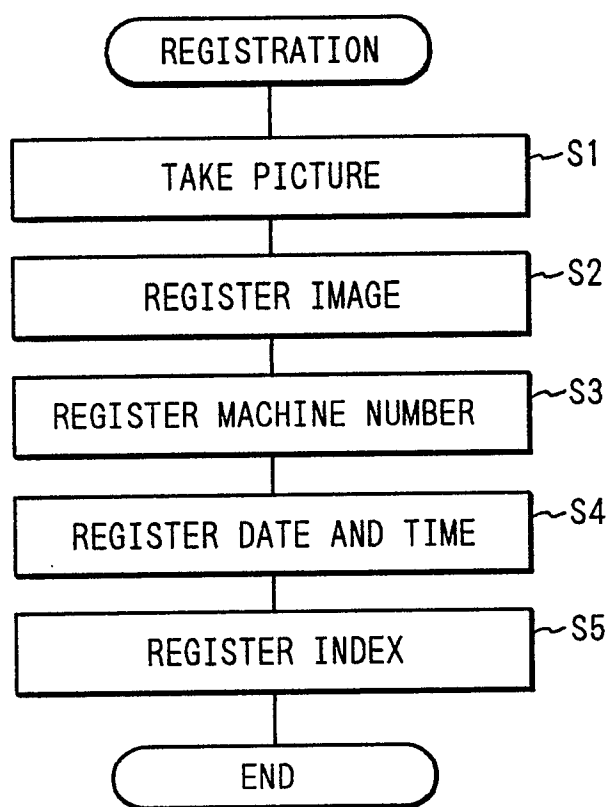 REGISTRATION
TAKE PICTURE
S1
REGISTER IMAGE
S2
REGISTER MACHINE NUMBER
S3
REGISTER DATE AND TIME
S4
REGISTER INDEX
S5
END